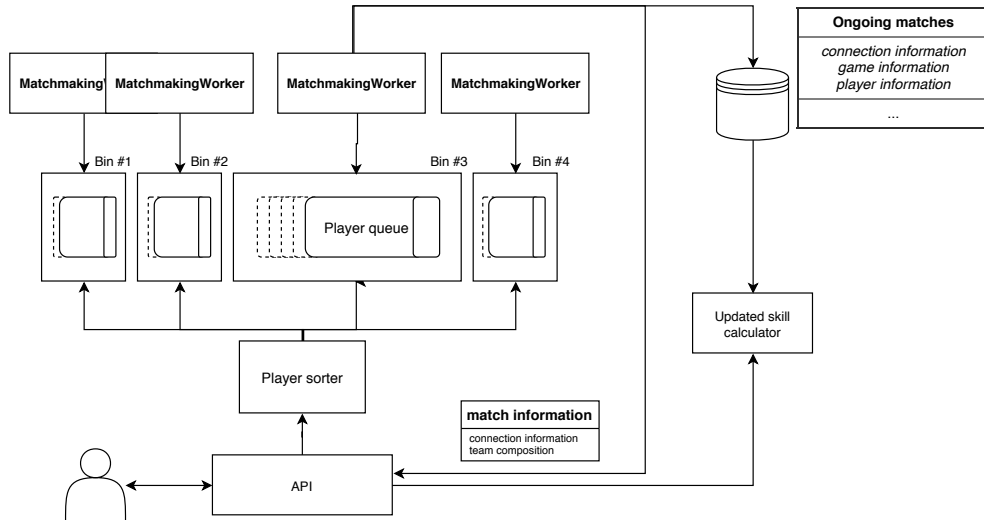 Ongoing matches
connection information
game information
player information
...
MatchmakingW
MatchmakingWorker
MatchmakingWorker
MatchmakingWorker
Bin #1
Bin #2
Bin #3
Bin #4
Player queue
Updated skill
calculator
Player sorter
match information
connection information
team composition
API